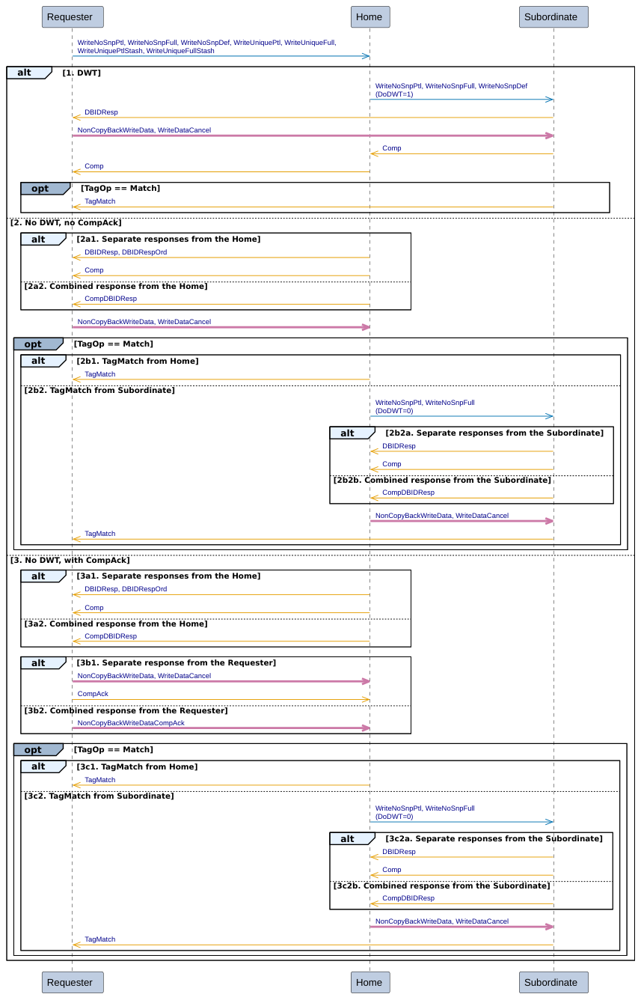 Requester Home Subordinate
WriteNoSnpPtl, WriteNoSnpFull, WriteNoSnpDef, WriteUniquePtl, WriteUniqueFull,
WriteUniquePtlStash, WriteUniqueFullStash
alt [1. DWT]
WriteNoSnpPtl, WriteNoSnpFull, WriteNoSnpDef
(DoDWT=1)
DBIDResp
NonCopyBackWriteData, WriteDataCancel
Comp
Comp
opt [TagOp == Match]
TagMatch
[2. No DWT, no CompAck]
alt [2a1. Separate responses from the Home]
DBIDResp, DBIDRespOrd
Comp
[2a2. Combined response from the Home]
CompDBIDResp
NonCopyBackWriteData, WriteDataCancel
opt [TagOp == Match]
alt [2b1. TagMatch from Home]
TagMatch
[2b2. TagMatch from Subordinate]
WriteNoSnpPtl, WriteNoSnpFull
(DoDWT=0)
alt [2b2a. Separate responses from the Subordinate]
DBIDResp
Comp
[2b2b. Combined response from the Subordinate]
CompDBIDResp
NonCopyBackWriteData, WriteDataCancel
TagMatch
[3. No DWT, with CompAck]
alt [3a1. Separate responses from the Home]
DBIDResp, DBIDRespOrd
Comp
[3a2. Combined response from the Home]
CompDBIDResp
alt [3b1. Separate response from the Requester]
NonCopyBackWriteData, WriteDataCancel
CompAck
[3b2. Combined response from the Requester]
NonCopyBackWriteDataCompAck
opt [TagOp == Match]
alt [3c1. TagMatch from Home]
TagMatch
[3c2. TagMatch from Subordinate]
WriteNoSnpPtl, WriteNoSnpFull
(DoDWT=0)
alt [3c2a. Separate responses from the Subordinate]
DBIDResp
Comp
[3c2b. Combined response from the Subordinate]
CompDBIDResp
NonCopyBackWriteData, WriteDataCancel
TagMatch
Requester Home Subordinate